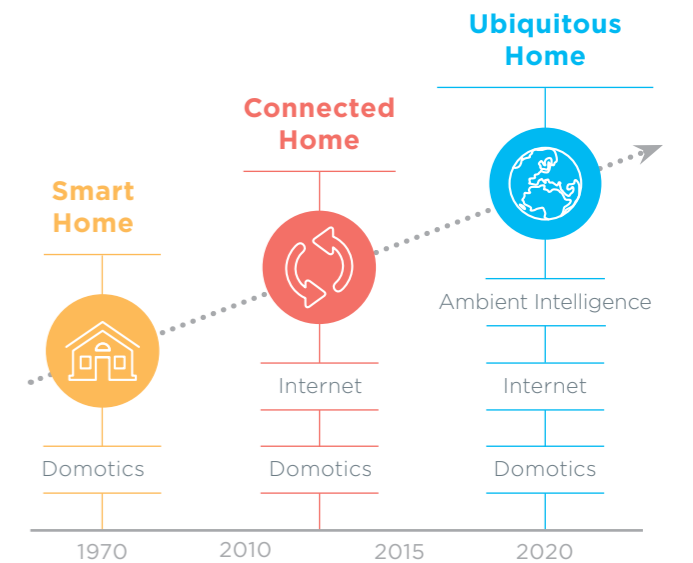 Ubiquitous
Home
Connected
Home
Smart
Home
Ambient Intelligence
Internet
Internet
Domotics
Domotics
Domotics
1970
2010
2015
2020